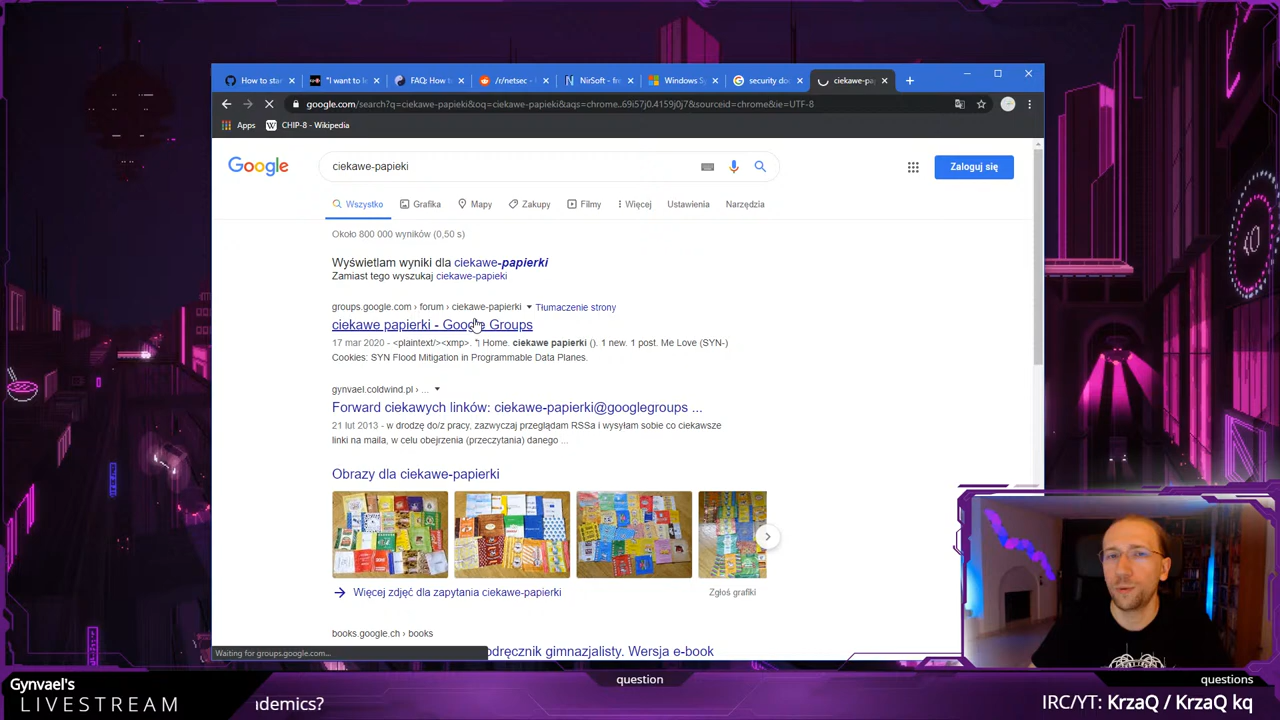 How to star
"I want to le
FAQ: How to
/r/netsec -
NirSoft - fre
Windows Sy
security do
ciekawe-pap
google.com/search?q=ciekawe-papieki&oq=ciekawe-papieki&aqs=chrome..69i57j0.4159j0j7&sourceid=chrome&ie=UTF-8
Apps
CHIP-8 - Wikipedia
Google
ciekawe-papieki
Zaloguj się
Wszystko
Grafika
Mapy
Zakupy
Filmy
Więcej
Ustawienia
Narzędzia
Około 800 000 wyników (0,50 s)
Wyświetlam wyniki dla ciekawe-papierki
Zamiast tego wyszukaj ciekawe-papieki
groups.google.com › forum › ciekawe-papierki ▾ Tłumaczenie strony
ciekawe papierki - Google Groups
17 mar 2020 - <plaintext/><xmp>. "| Home. ciekawe papierki (). 1 new. 1 post. Me Love (SYN-)
Cookies: SYN Flood Mitigation in Programmable Data Planes.
gynvael.coldwind.pl › ... ▾
Forward ciekawych linków: ciekawe-papierki@googlegroups ...
21 lut 2013 - w drodzę do/z pracy, zazwyczaj przeglądam RSSa i wysyłam sobie co ciekawsze
linki na maila, w celu obejrzenia (przeczytania) danego ...
Obrazy dla ciekawe-papierki
Więcej zdjęć dla zapytania ciekawe-papierki
Zgłoś grafiki
books.google.ch › books
odręcznik gimnazjalisty. Wersja e-book
Waiting for groups.google.com...
Gynvael's
LIVESTREAM
question
questions
ademics?
IRC/YT: KrzaQ / KrzaQ kq